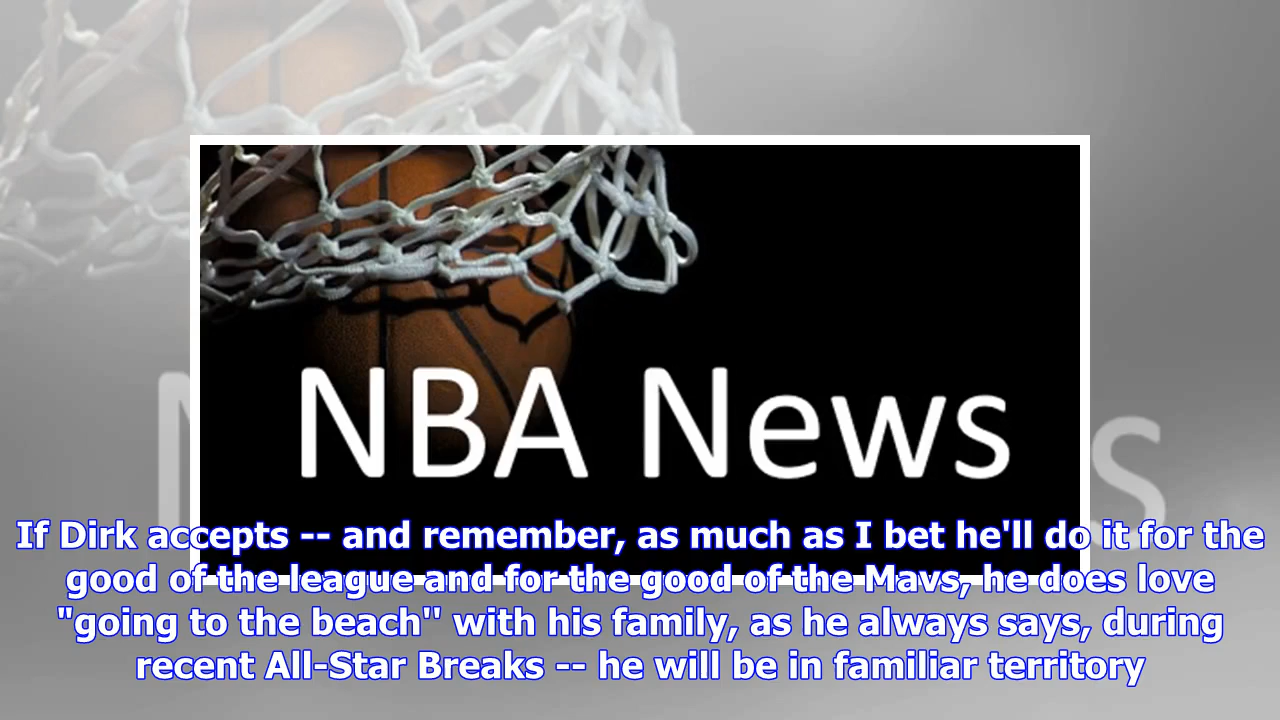 NBA News
If Dirk accepts -- and remember, as much as I bet he'll do it for the
good of the league and for the good of the Mavs, he does love
"going to the beach" with his family, as he always says, during
recent All-Star Breaks -- he will be in familiar territory